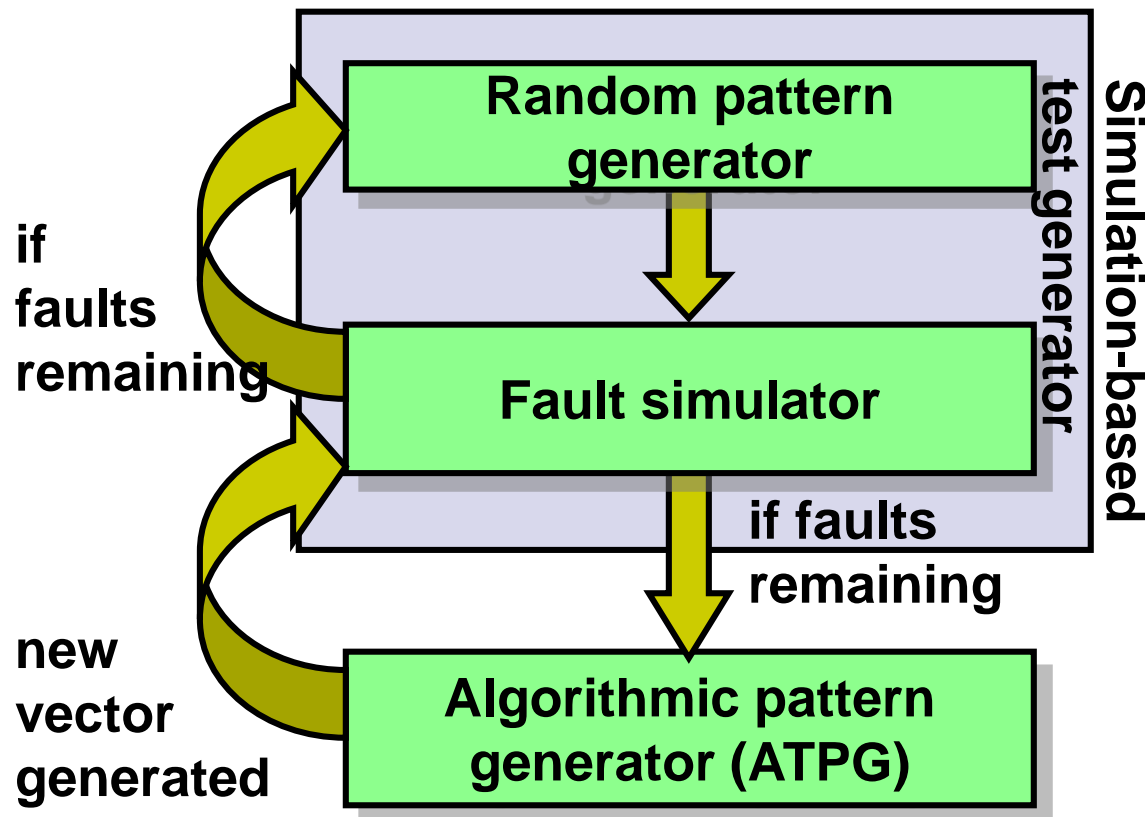 Random pattern
generator
Simulation-based
test generator
if
faults
remaining
Fault simulator
if faults
remaining
new
vector
generated
Algorithmic pattern
generator (ATPG)